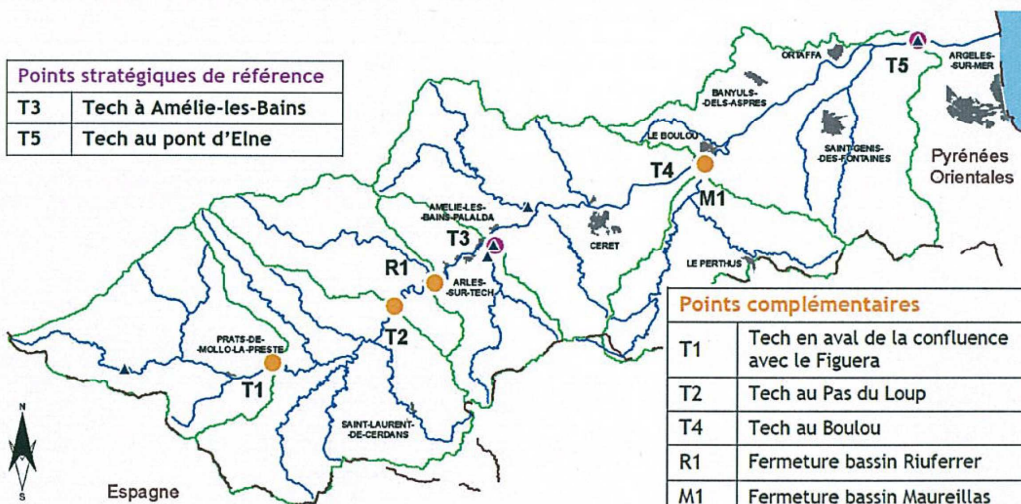 Points stratégiques de référence
T3 Tech à Amélie-les-Bains
T5 Tech au pont d'Elne
ORTAFFA
T5
ARGELES-
SUR-MER
BANYULS-
DELS-ASPRES
LE BOULOU
SAINT-GENIS-
DES-FONTAINES
Pyrénées
Orientales
T4
M1
AMELIE-LES-
BAINS-PALALDA
T3
CERET
LE PERTHUS
R1
ARLES-
SUR-TECH
T2
PRATS-DE-
MOLLO-LA-PRESTE
T1
SAINT-LAURENT-
DE-CERDANS
N
S
Espagne
Points complémentaires
T1 Tech en aval de la confluence
avec le Figuera
T2 Tech au Pas du Loup
T4 Tech au Boulou
R1 Fermeture bassin Riuferrer
M1 Fermeture bassin Maureillas